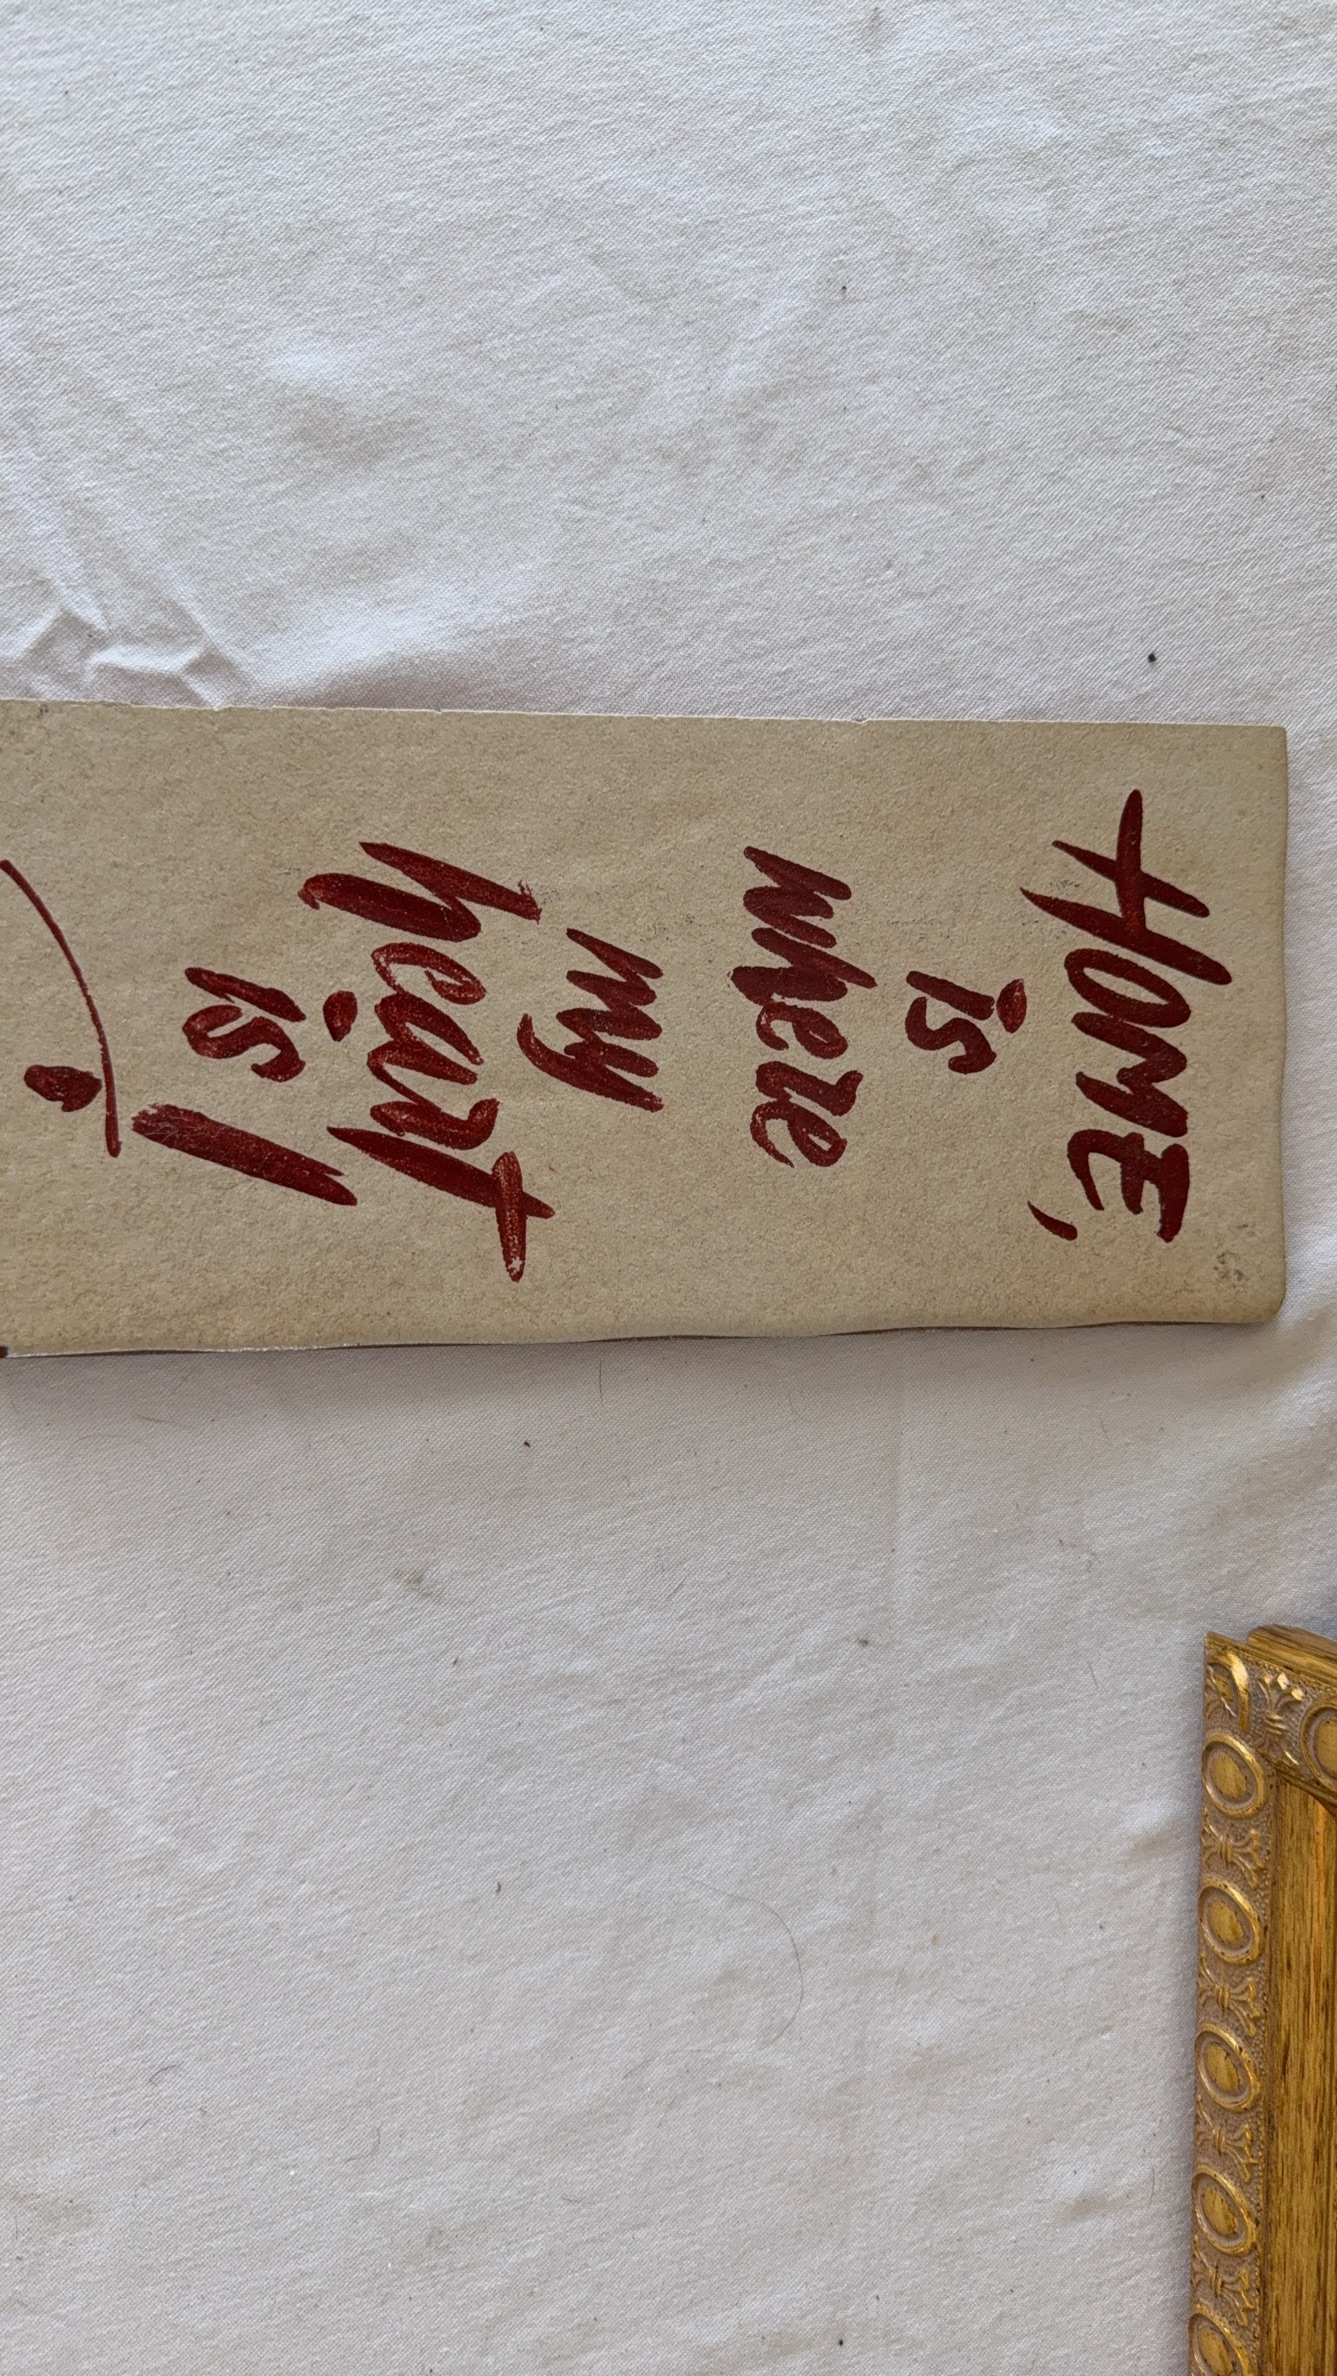 HOME,
is
where
my
heart
is!